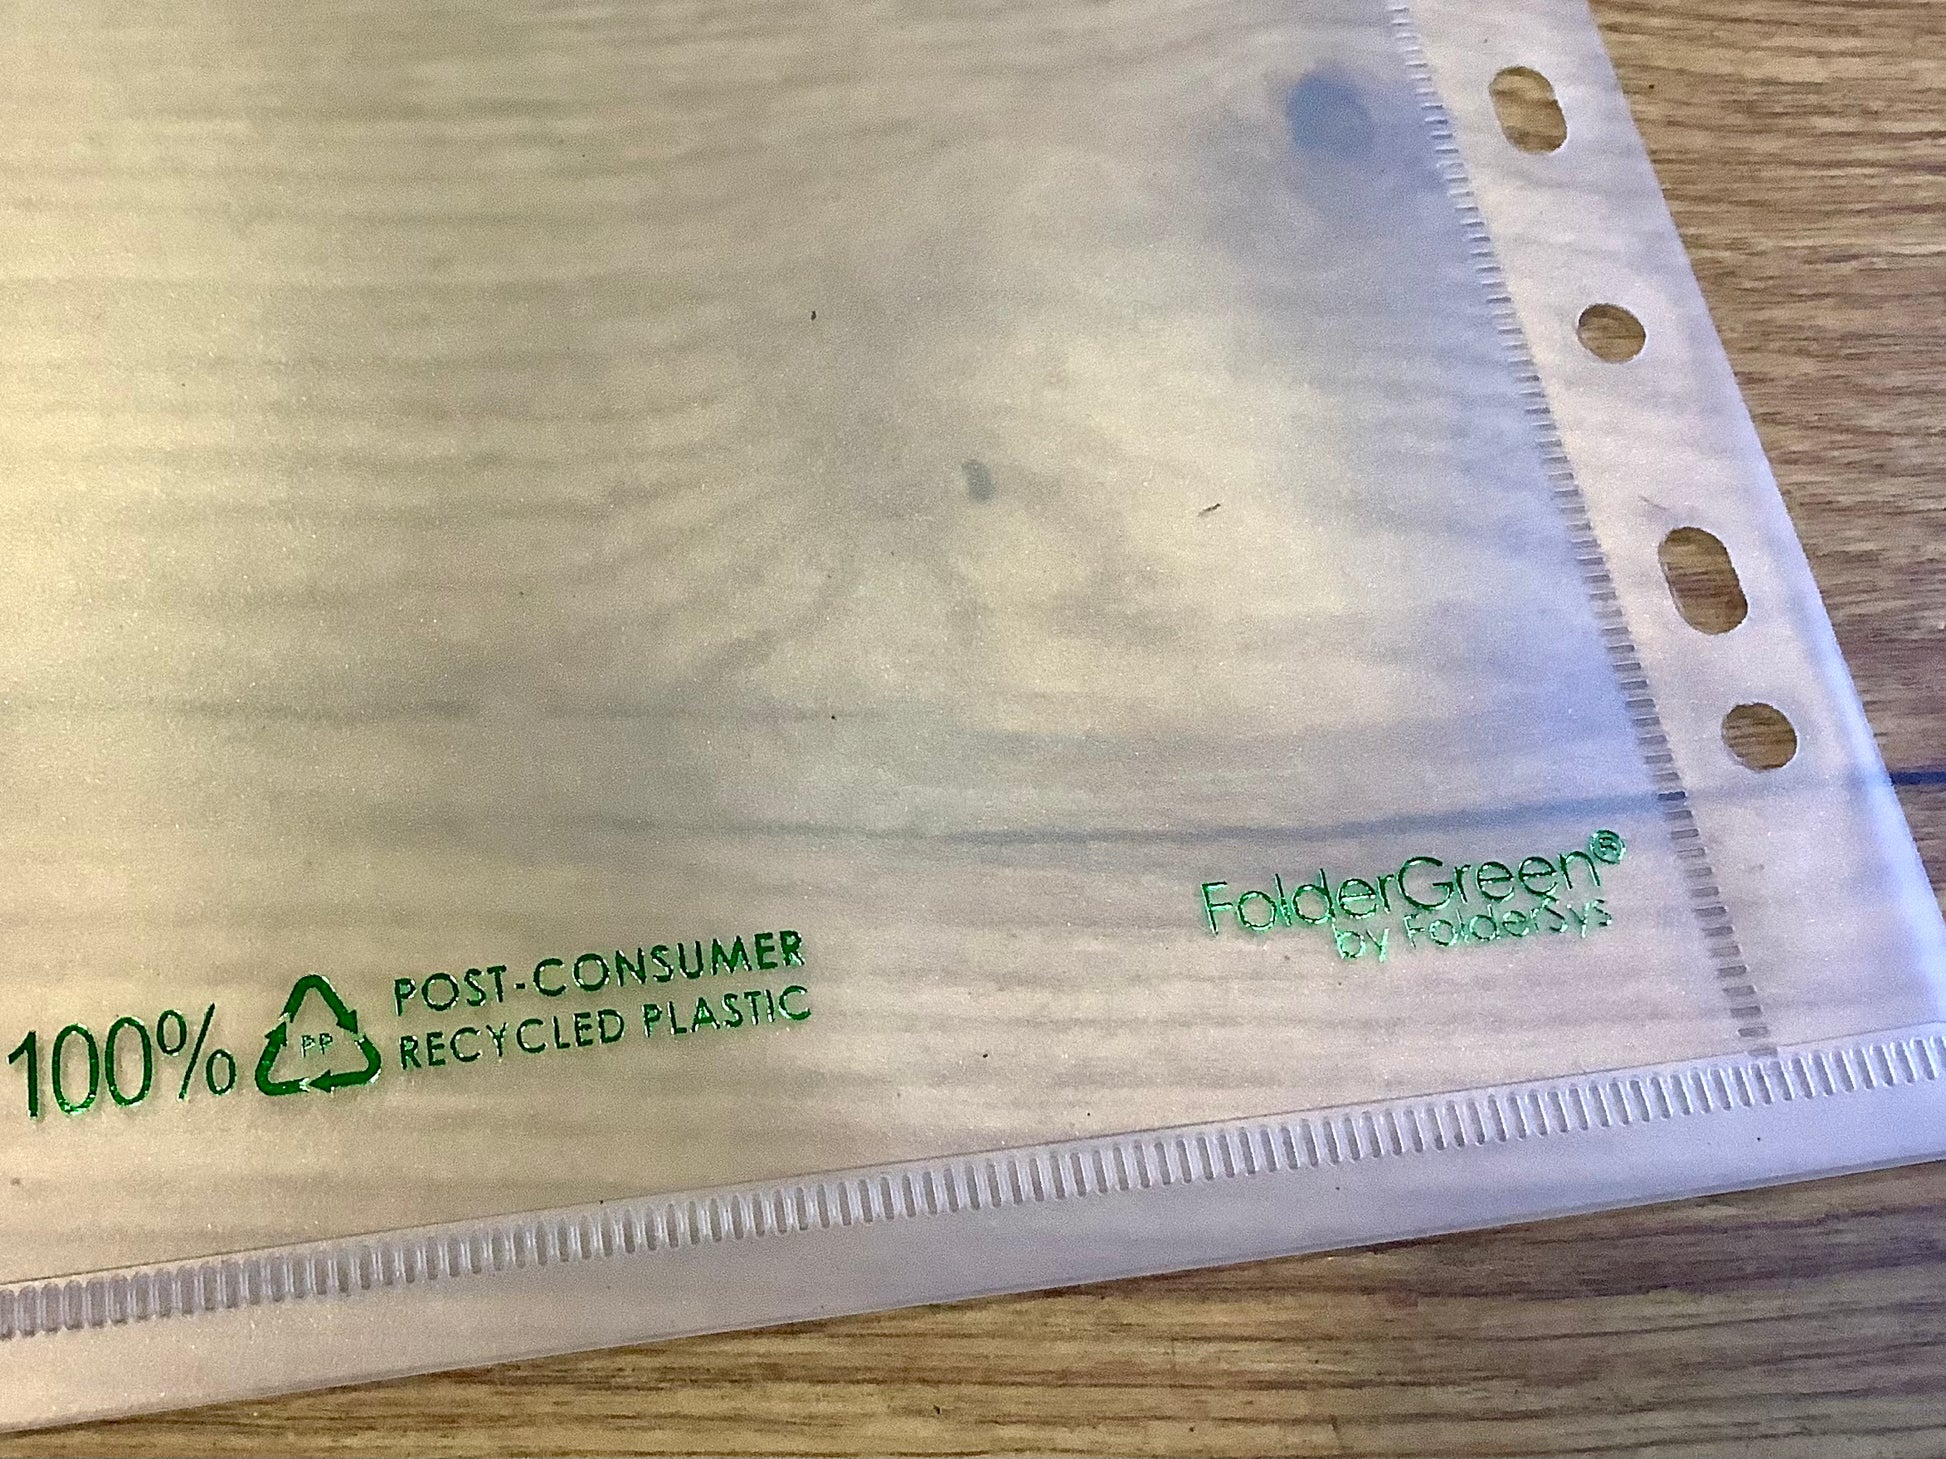 100% PP POST-CONSUMER
RECYCLED PLASTIC
FolderGreen®
by FolderSys